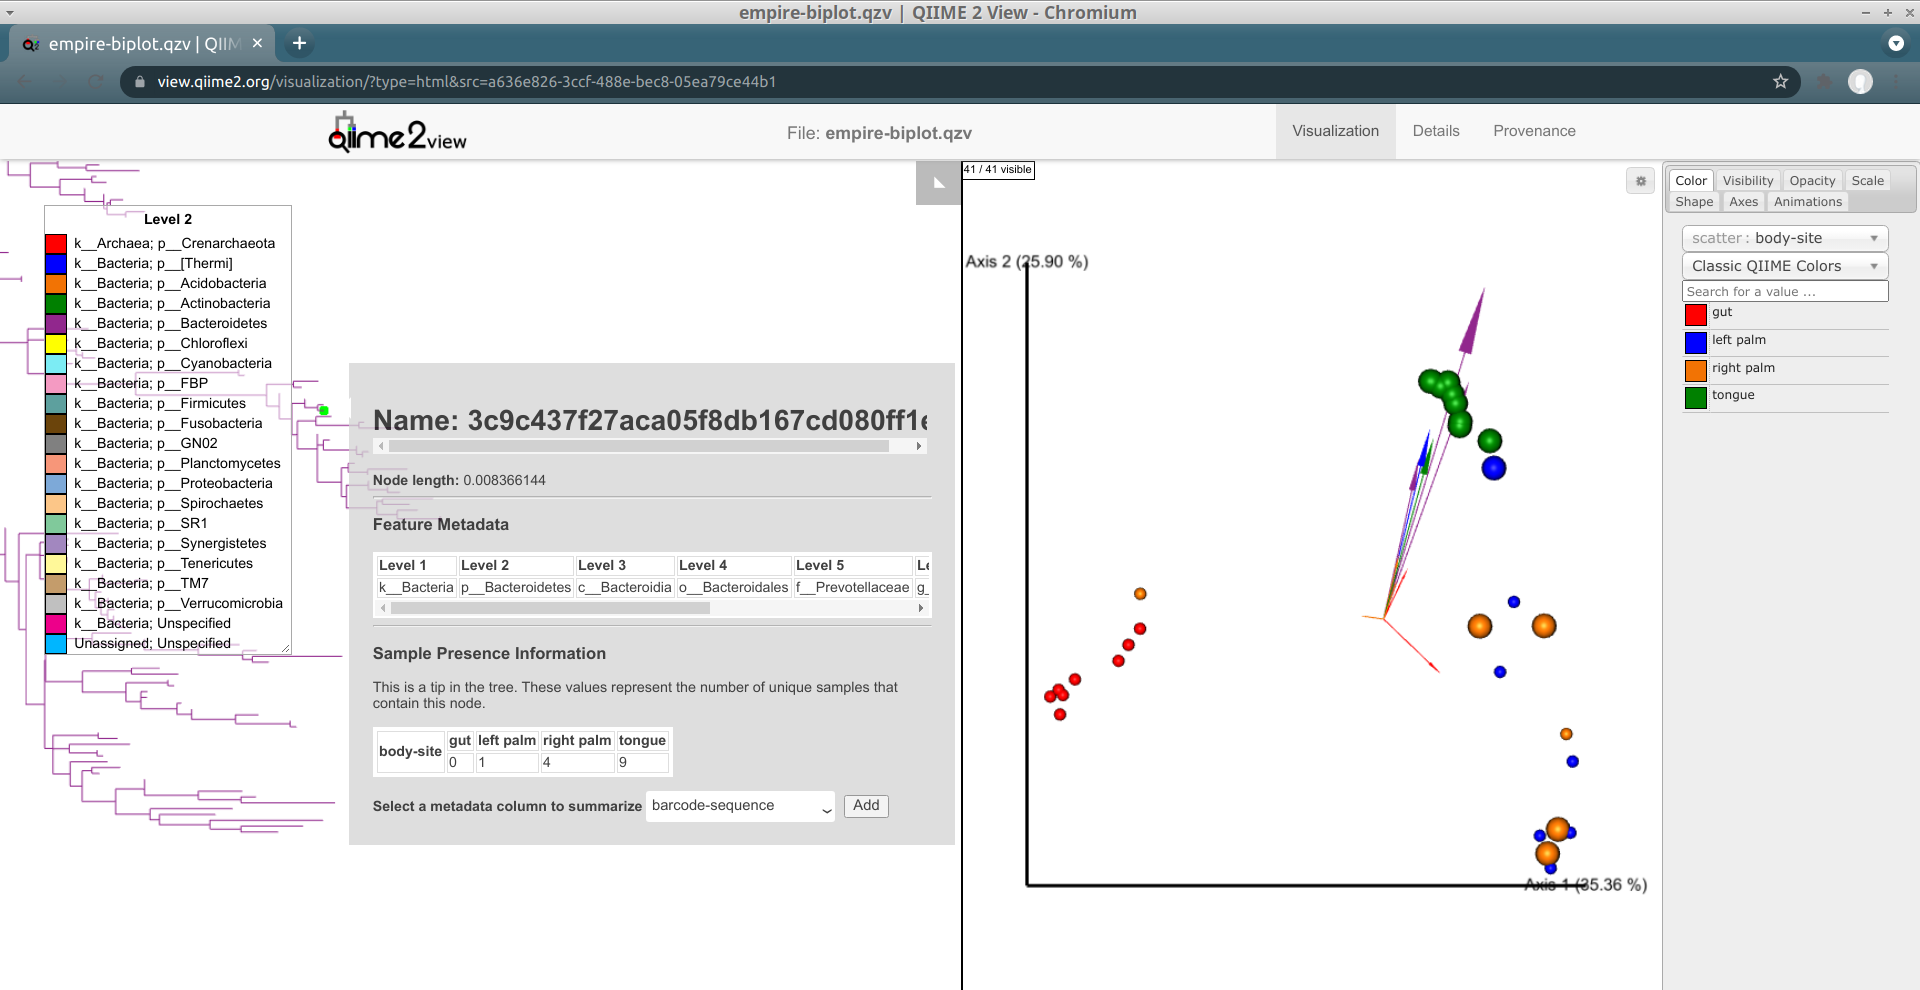 empire-biplot.qzv | QIIME 2 View - Chromium
empire-biplot.qzv | QIIM
view.qiime2.org/visualization/?type=html&src=a636e826-3ccf-488e-bec8-05ea79ce44b1
qiime2view
File: empire-biplot.qzv
Visualization
Details
Provenance
Level 2
k__Archaea; p__Crenarchaeota
k__Bacteria; p__[Thermi]
k__Bacteria; p__Acidobacteria
k__Bacteria; p__Actinobacteria
k__Bacteria; p__Bacteroidetes
k__Bacteria; p__Chloroflexi
k__Bacteria; p__Cyanobacteria
k__Bacteria; p__FBP
k__Bacteria; p__Firmicutes
k__Bacteria; p__Fusobacteria
k__Bacteria; p__GN02
k__Bacteria; p__Planctomycetes
k__Bacteria; p__Proteobacteria
k__Bacteria; p__Spirochaetes
k__Bacteria; p__SR1
k__Bacteria; p__Synergistetes
k__Bacteria; p__Tenericutes
k__Bacteria; p__TM7
k__Bacteria; p__Verrucomicrobia
k__Bacteria; Unspecified
Unassigned; Unspecified
Name: 3c9c437f27aca05f8db167cd080ff1e
Node length: 0.008366144
Feature Metadata
Level 1 Level 2 Level 3 Level 4 Level 5 Le
k__Bacteria p__Bacteroidetes c__Bacteroidia o__Bacteroidales f__Prevotellaceae g_
Sample Presence Information
This is a tip in the tree. These values represent the number of unique samples that
contain this node.
body-site gut left palm right palm tongue
0 1 4 9
Select a metadata column to summarize barcode-sequence Add
41 / 41 visible
Axis 2 (25.90 %)
Axis 1 (35.36 %)
Color Visibility Opacity Scale
Shape Axes Animations
scatter: body-site
Classic QIIME Colors
Search for a value ...
gut
left palm
right palm
tongue